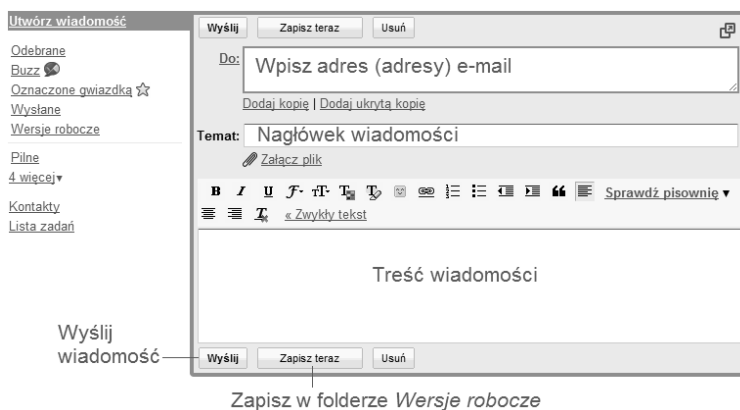 Utwórz wiadomość
Odebrane
Buzz
Oznaczone gwiazdką
Wysłane
Wersje robocze
Pilne
4 więcej▾
Kontakty
Lista zadań
Wyślij Zapisz teraz Usuń
Do: Wpisz adres (adresy) e-mail
Dodaj kopię | Dodaj ukrytą kopię
Temat: Nagłówek wiadomości
Załącz plik
B I U Sprawdź pisownię ▼
« Zwykły tekst
Treść wiadomości
Wyślij
wiadomość
Wyślij Zapisz teraz Usuń
Zapisz w folderze Wersje robocze